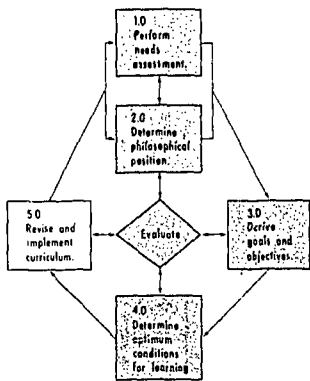 1.0
Perform
needs
assessment.
2.0
Determine
philosophical
position.
Evaluate
5.0
Revise and
implement
curriculum.
3.0
Derive
goals and
objectives.
4.0
Determine
optimum
conditions
for learning